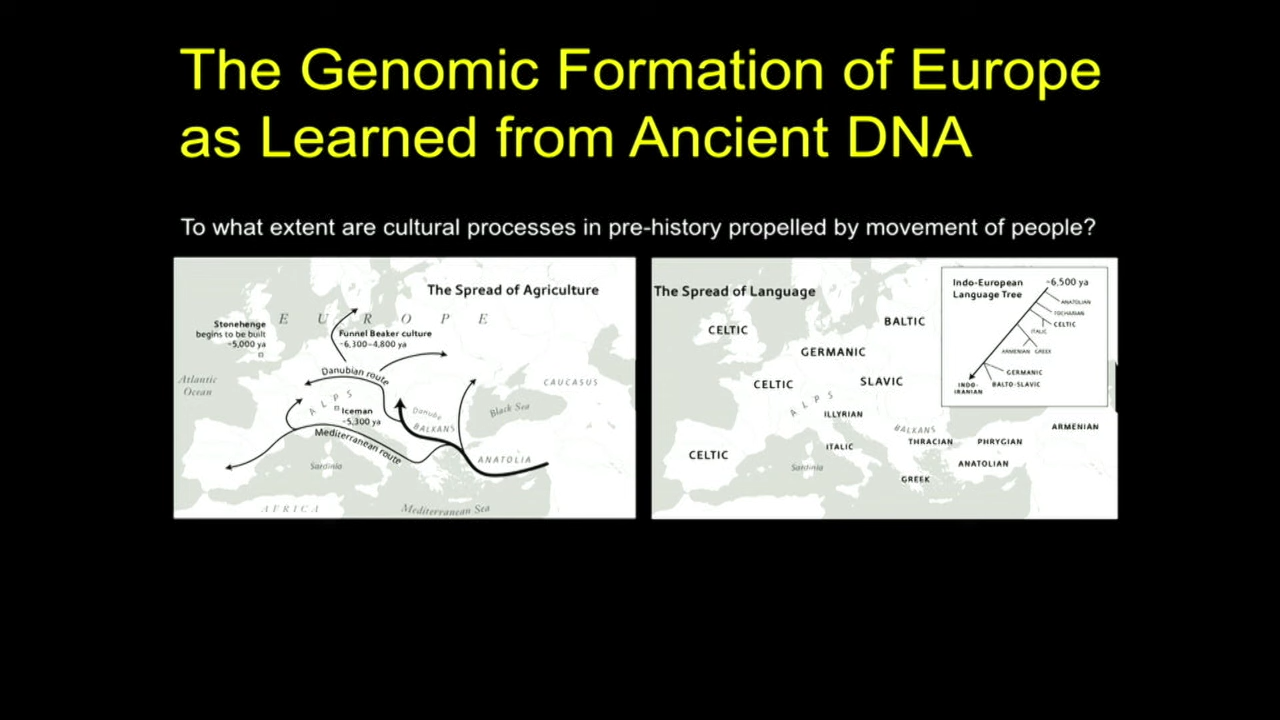 The Genomic Formation of Europe
as Learned from Ancient DNA
To what extent are cultural processes in pre-history propelled by movement of people?
The Spread of Agriculture
E U R O P E
Stonehenge
begins to be built
~5,000 ya
Funnel Beaker culture
~6,300–4,800 ya
Atlantic
Ocean
Danubian route
CAUCASUS
ALPS
Iceman
~5,300 ya
Danube
BALKANS
Black Sea
Mediterranean route
Sardinia
ANATOLIA
AFRICA
Mediterranean Sea
The Spread of Language
Indo-European
Language Tree
~6,500 ya
ANATOLIAN
TOCHARIAN
CELTIC
ITALIC
ARMENIAN GREEK
GERMANIC
BALTO-SLAVIC
INDO-
IRANIAN
CELTIC
BALTIC
GERMANIC
CELTIC
SLAVIC
ALPS
ILLYRIAN
BALKANS
ARMENIAN
ITALIC
THRACIAN
PHRYGIAN
CELTIC
Sardinia
ANATOLIAN
GREEK